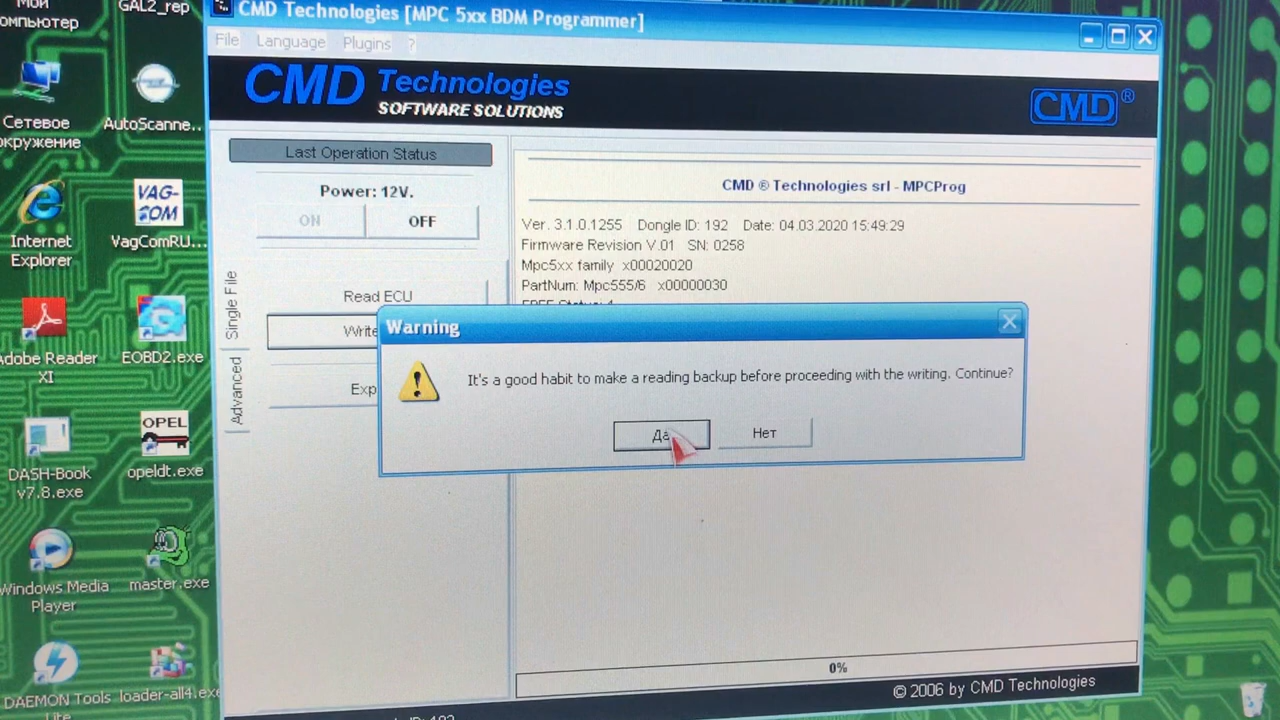 Мой
омпьютер
GAL2_rep
Сетевое
окружение
AutoScanne...
Internet
Explorer
VAG-
COM
VagComRU...
Adobe Reader
XI
EOBD2.exe
DASH-Book
v7.8.exe
OPEL
opeldt.exe
Windows Media
Player
master.exe
DAEMON Tools
Lite
loader-all4.exe
CMD Technologies [MPC 5xx BDM Programmer]
File Language Plugins ?
CMD Technologies
SOFTWARE SOLUTIONS
CMD ®
Last Operation Status
Power: 12V.
ON OFF
Single File
Advanced
Read ECU
Write
Exp
CMD ® Technologies srl - MPCProg
Ver. 3.1.0.1255 Dongle ID: 192 Date: 04.03.2020 15:49:29
Firmware Revision V.01 SN: 0258
Mpc5xx family x00020020
PartNum: Mpc555/6 x00000030
Warning
It's a good habit to make a reading backup before proceeding with the writing. Continue?
Да
Нет
0%
© 2006 by CMD Technologies